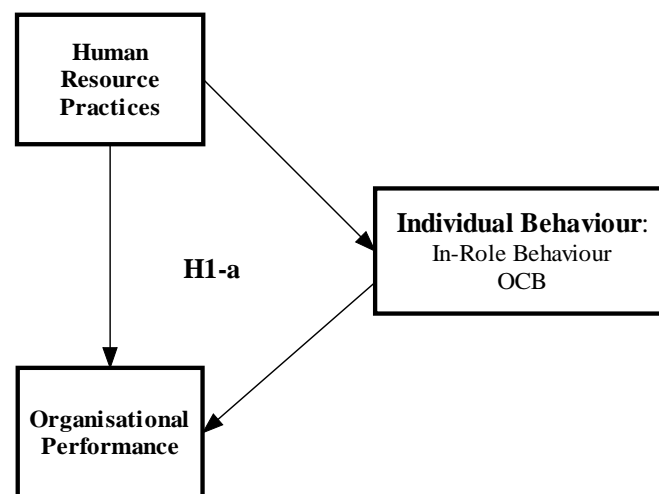 Human
Resource
Practices
Individual Behaviour:
In-Role Behaviour
OCB
H1-a
Organisational
Performance